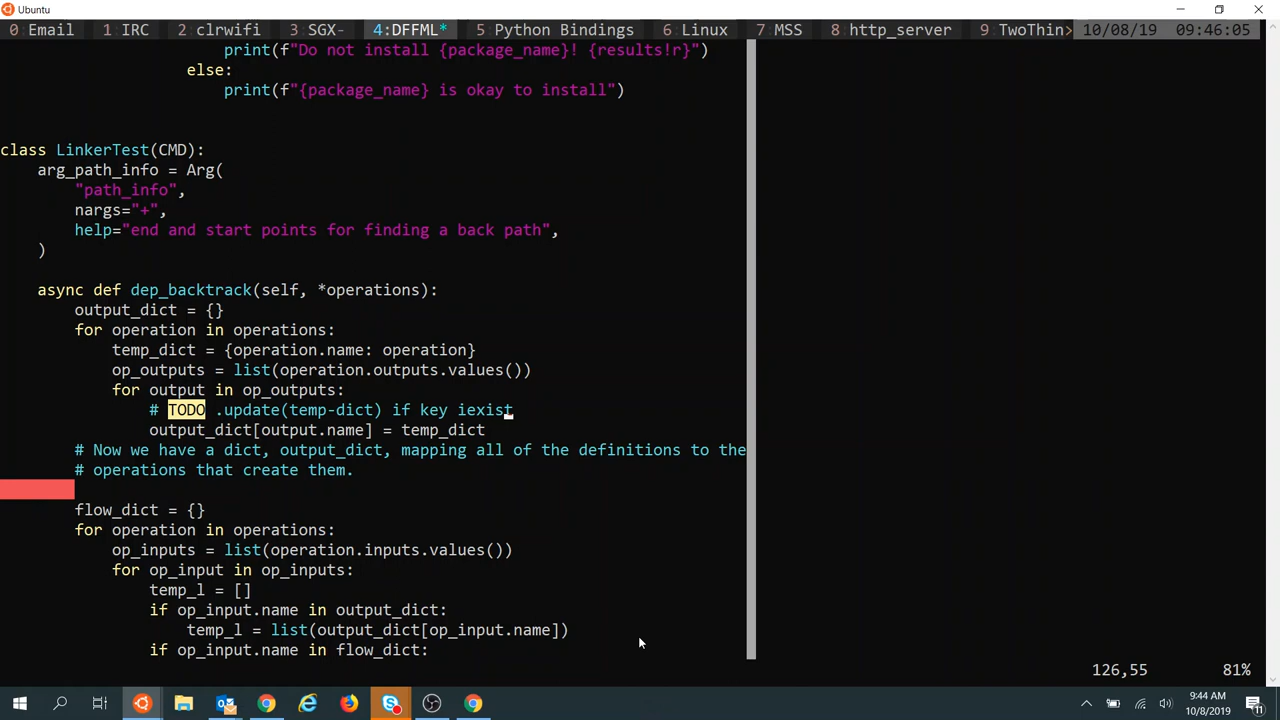 Ubuntu
0 Email 1 IRC 2 clrwifi 3 SGX- 4:DFFML* 5 Python Bindings 6 Linux 7 MSS 8 http_server 9 TwoThin> 10/08/19 09:46:05
print(f"Do not install {package_name}! {results!r}")
else:
print(f"{package_name} is okay to install")
class LinkerTest(CMD):
arg_path_info = Arg(
"path_info",
nargs="+",
help="end and start points for finding a back path",
)
async def dep_backtrack(self, *operations):
output_dict = {}
for operation in operations:
temp_dict = {operation.name: operation}
op_outputs = list(operation.outputs.values())
for output in op_outputs:
# TODO .update(temp-dict) if key iexist
output_dict[output.name] = temp_dict
# Now we have a dict, output_dict, mapping all of the definitions to the
# operations that create them.
flow_dict = {}
for operation in operations:
op_inputs = list(operation.inputs.values())
for op_input in op_inputs:
temp_l = []
if op_input.name in output_dict:
temp_l = list(output_dict[op_input.name])
if op_input.name in flow_dict:
126,55 81%
9:44 AM
10/8/2019
11